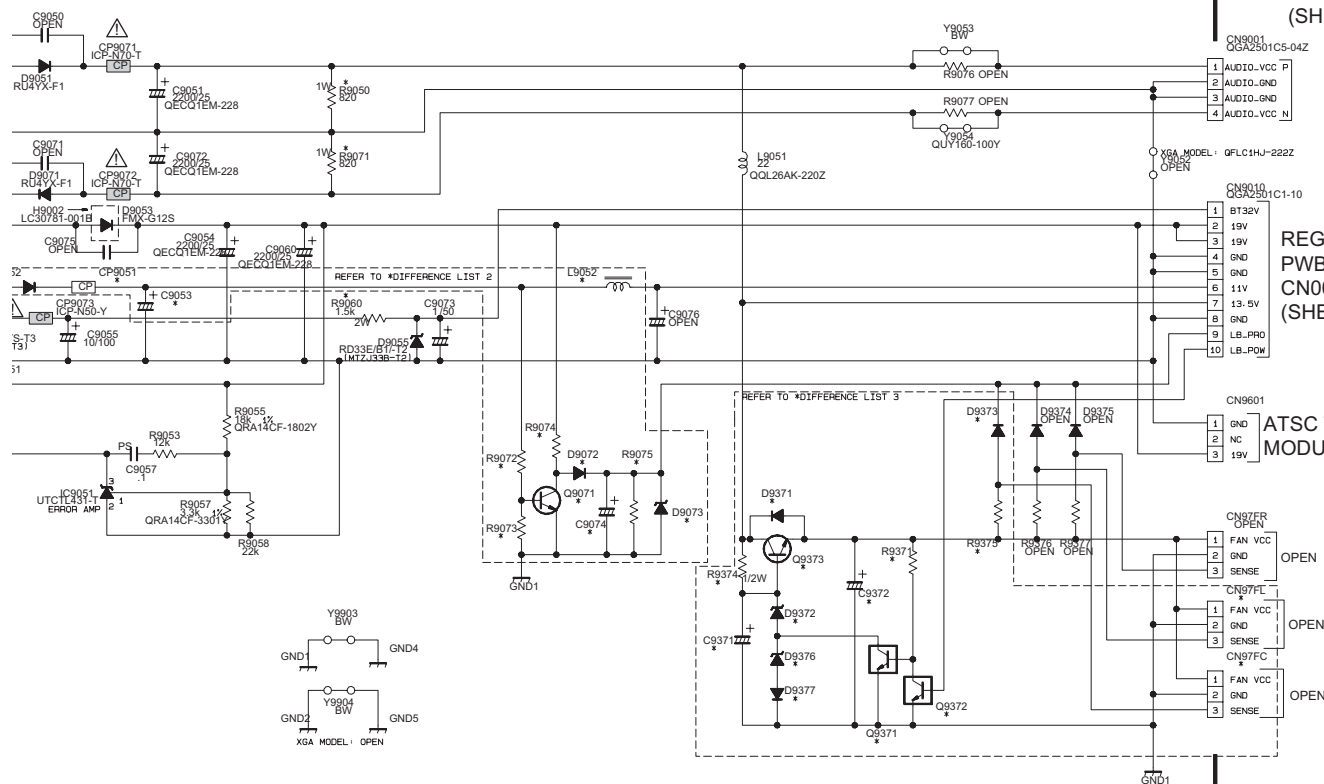 C9050
OPEN
CP9071
ICP-N70-T
CP
D9051
RU4YX-F1
C9051
2200/25
QECQ1EM-228
1W
*
R9050
820
Y9053
BW
R9076 OPEN
R9077 OPEN
Y9054
QUY160-100Y
(SH
CN9001
QGA2501C5-04Z
1 AUDIO_VCC P
2 AUDIO_GND
3 AUDIO_GND
4 AUDIO_VCC N
C9071
OPEN
CP9072
ICP-N70-T
CP
D9071
RU4YX-F1
C9072
2200/25
QECQ1EM-228
1W
*
R9071
820
L9051
22
QQL26AK-220Z
XGA MODEL: QFLC1HJ-222Z
Y9052
OPEN
H9002
LC30781-001B
D9053
FMX-G12S
C9075
OPEN
C9054
2200/25
QECQ1EM-228
C9060
2200/25
QECQ1EM-228
CN9010
QGA2501C1-10
1 BT32V
2 19V
3 19V
4 GND
5 GND
6 11V
7 13.5V
8 GND
9 LB_PRO
10 LB_POW
REG
PWB
CN00
(SHE
52
CP9051
*
CP
C9053
*
REFER TO *DIFFERENCE LIST 2
L9052
*
CP9073
ICP-N50-Y
CP
S-T3
T3)
C9055
10/100
*
R9060
1.5k
2W
C9073
1/50
D9055
RD33E/B1/-T2
(MTZJ33B-T2)
C9076
OPEN
51
R9055
18k 1%
QRA14CF-1802Y
PS
R9053
12k
C9057
.1
IC9051
UTCTL431-T
ERROR AMP
3
1
2
R9057
3.3k 1%
QRA14CF-3301Y
R9058
22k
R9074
*
R9072
*
D9072
*
R9075
*
Q9071
*
R9073
*
C9074
*
D9073
*
GND1
REFER TO *DIFFERENCE LIST 3
D9373
*
D9374
OPEN
D9375
OPEN
CN9601
1 GND
2 NC
3 19V
ATSC
MODU
D9371
*
Q9373
*
R9374
*
1/2W
R9371
*
R9375
*
R9376
OPEN
R9377
OPEN
CN97FR
OPEN
1 FAN VCC
2 GND
3 SENSE
OPEN
C9371
*
D9372
*
D9376
*
D9377
*
C9372
*
Q9372
*
Q9371
*
CN97FL
*
1 FAN VCC
2 GND
3 SENSE
OPEN
CN97FC
*
1 FAN VCC
2 GND
3 SENSE
OPEN
Y9903
BW
GND1
GND4
Y9904
BW
GND2
GND5
XGA MODEL: OPEN
GND1